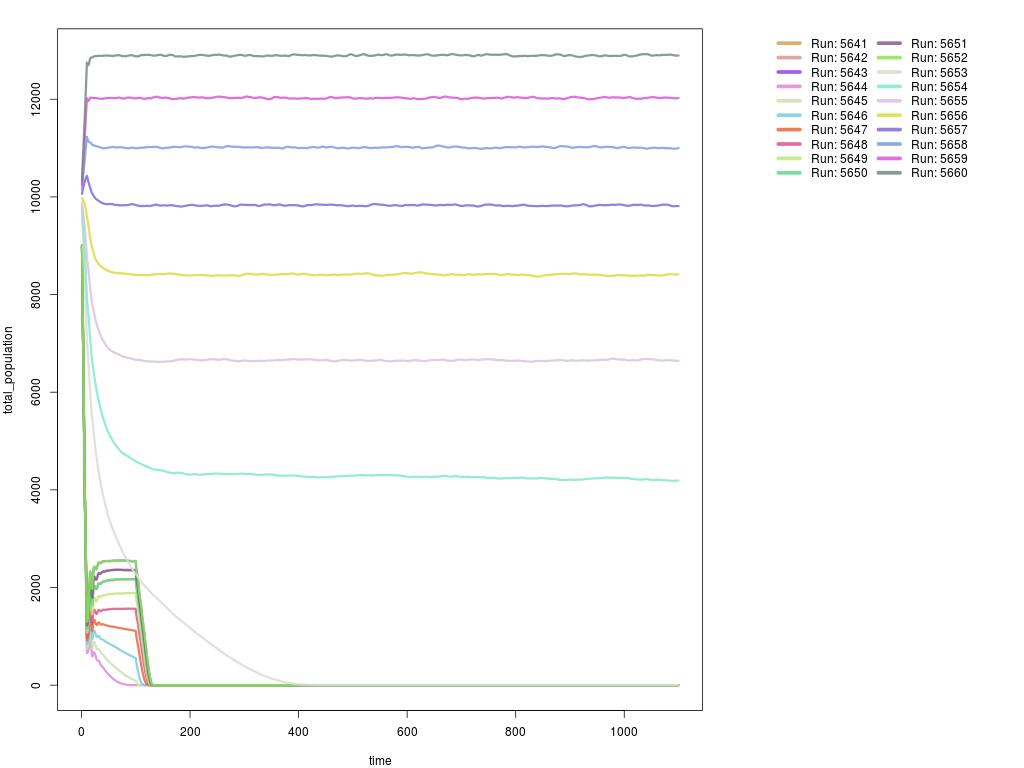 total_population
12000
10000
8000
6000
4000
2000
0
0 200 400 600 800 1000
time
Run: 5641 Run: 5651
Run: 5642 Run: 5652
Run: 5643 Run: 5653
Run: 5644 Run: 5654
Run: 5645 Run: 5655
Run: 5646 Run: 5656
Run: 5647 Run: 5657
Run: 5648 Run: 5658
Run: 5649 Run: 5659
Run: 5650 Run: 5660